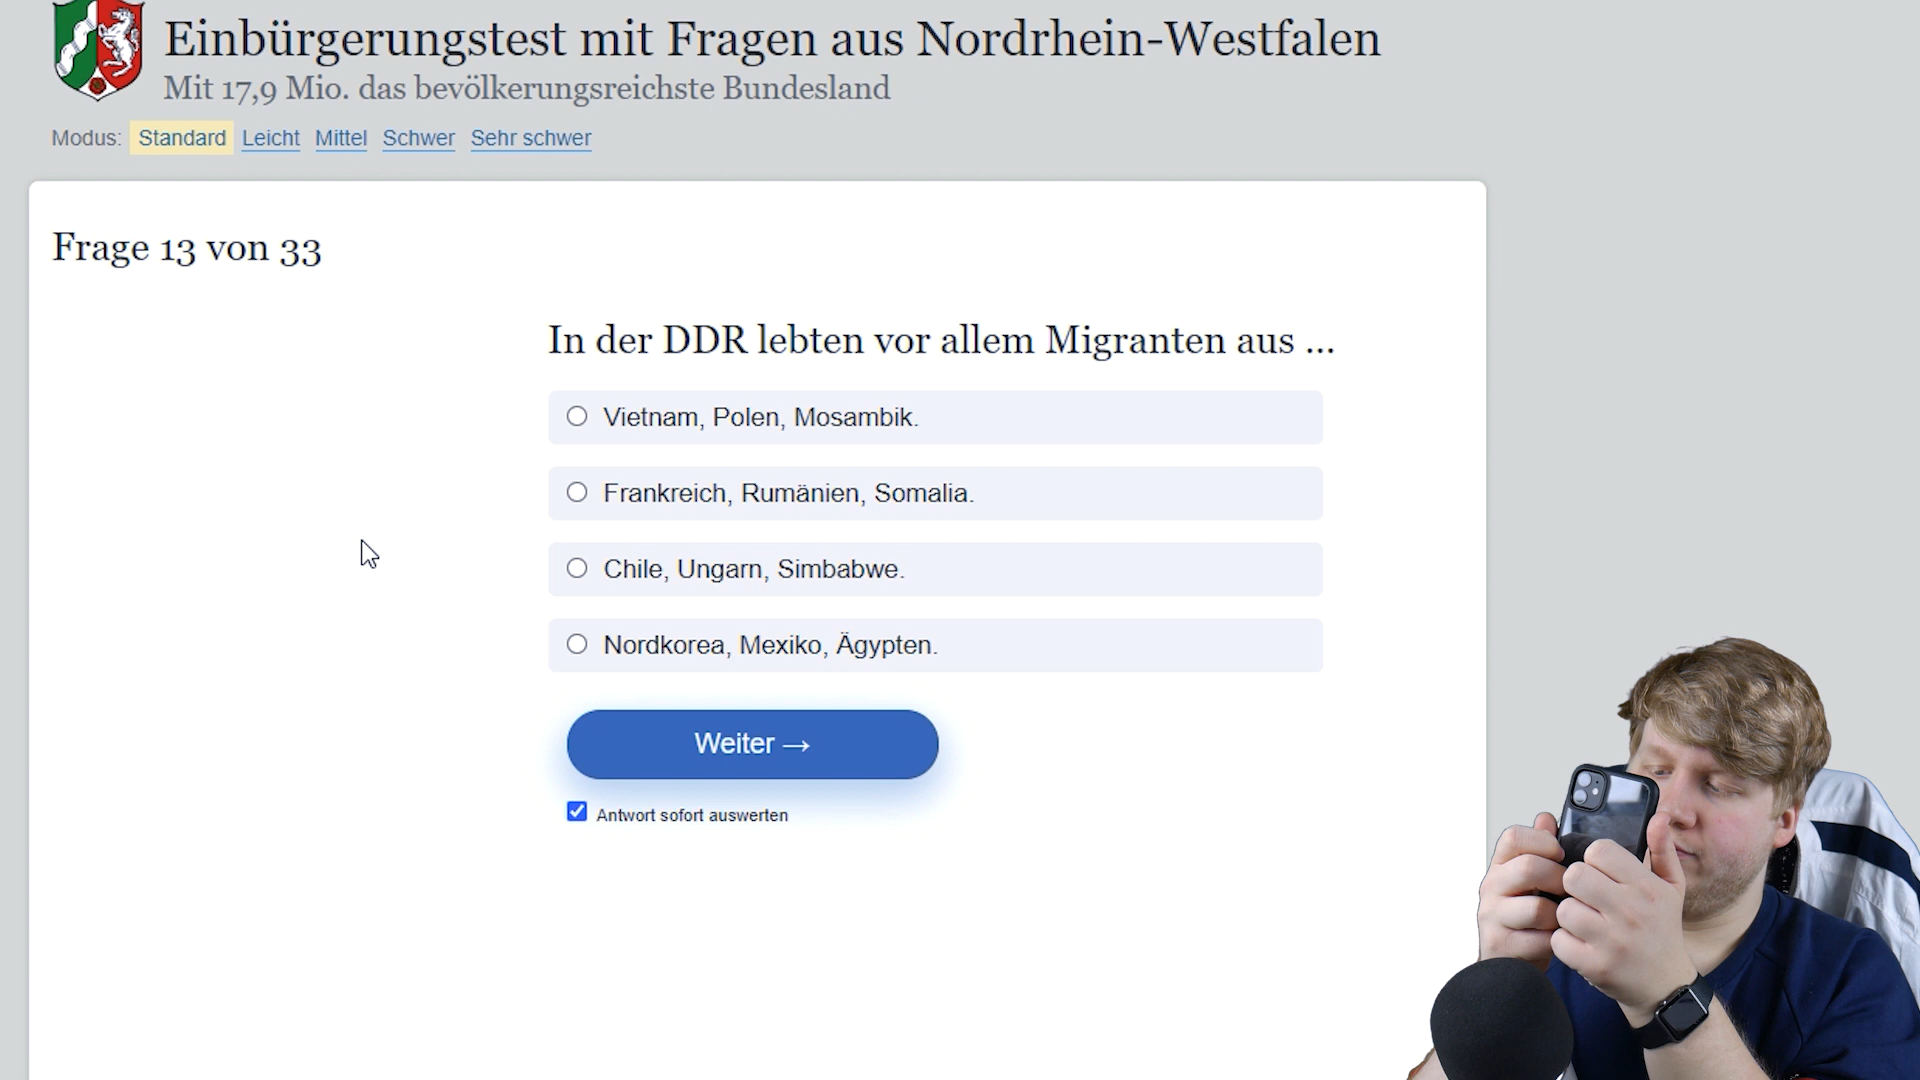 Einbürgerungstest mit Fragen aus Nordrhein-Westfalen
Mit 17,9 Mio. das bevölkerungsreichste Bundesland
Modus: Standard Leicht Mittel Schwer Sehr schwer
Frage 13 von 33
In der DDR lebten vor allem Migranten aus ...
Vietnam, Polen, Mosambik.
Frankreich, Rumänien, Somalia.
Chile, Ungarn, Simbabwe.
Nordkorea, Mexiko, Ägypten.
Weiter →
Antwort sofort auswerten